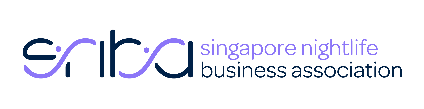 snba singapore nightlife
business association